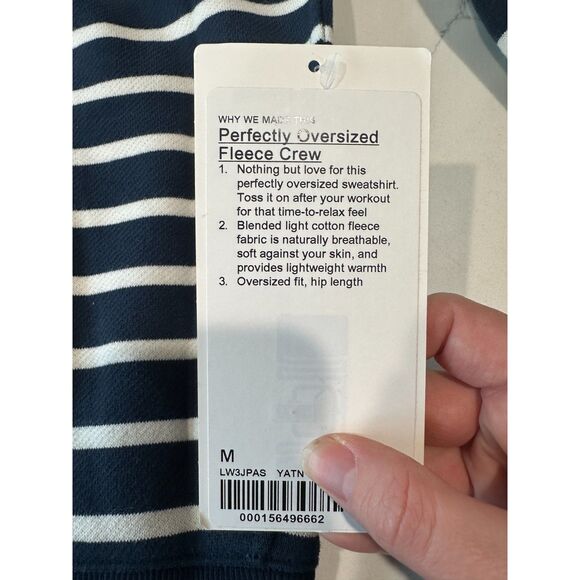 WHY WE MADE THIS
Perfectly Oversized
Fleece Crew
1. Nothing but love for this
perfectly oversized sweatshirt.
Toss it on after your workout
for that time-to-relax feel
2. Blended light cotton fleece
fabric is naturally breathable,
soft against your skin, and
provides lightweight warmth
3. Oversized fit, hip length
M
LW3JPAS YATN
000156496662